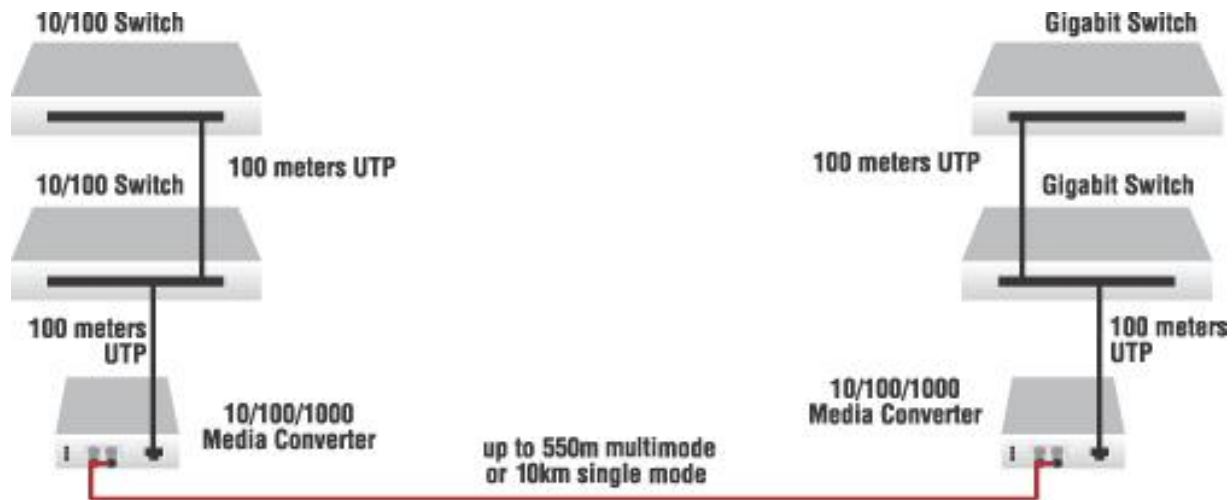 10/100 Switch
Gigabit Switch
100 meters UTP
100 meters UTP
10/100 Switch
Gigabit Switch
100 meters
UTP
100 meters
UTP
10/100/1000
Media Converter
10/100/1000
Media Converter
up to 550m multimode
or 10km single mode